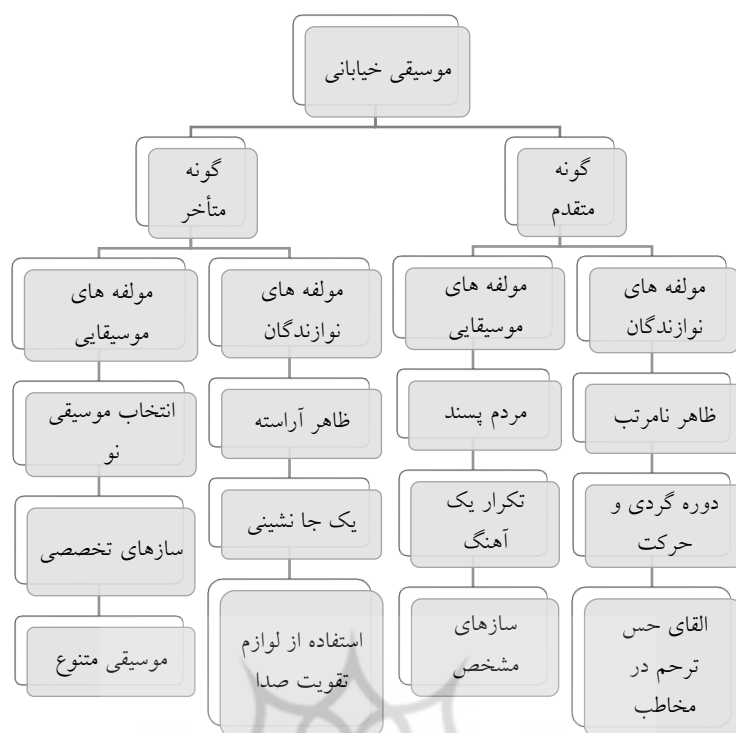 موسیقی خیابانی
گونه
متقدم
گونه
متأخر
مولفه های
نوازندگان
مولفه های
موسیقایی
مولفه های
نوازندگان
مولفه های
موسیقایی
ظاهر نامرتب
مردم پسند
ظاهر آراسته
انتخاب موسیقی
نو
دوره گردی و
حرکت
تکرار یک
آهنگ
یک جا نشینی
سازهای تخصصی
القای حس
ترحم در
مخاطب
سازهای
مشخص
استفاده از لوازم
تقویت صدا
موسیقی متنوع